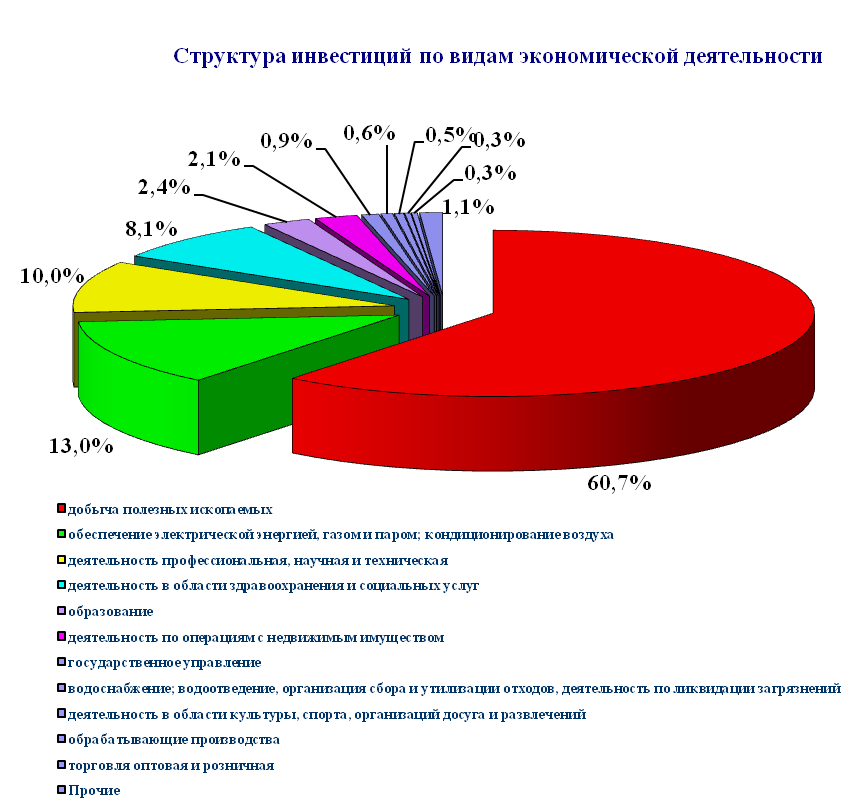 Структура инвестиций по видам экономической деятельности
0,6%
0,5%
0,3%
0,9%
2,1%
0,3%
2,4%
1,1%
8,1%
10,0%
13,0%
60,7%
добыча полезных ископаемых
обеспечение электрической энергией, газом и паром; кондиционирование воздуха
деятельность профессиональная, научная и техническая
деятельность в области здравоохранения и социальных услуг
образование
деятельность по операциям с недвижимым имуществом
государственное управление
водоснабжение; водоотведение, организация сбора и утилизации отходов, деятельность по ликвидации загрязнений
деятельность в области культуры, спорта, организаций досуга и развлечений
обрабатывающие производства
торговля оптовая и розничная
Прочие